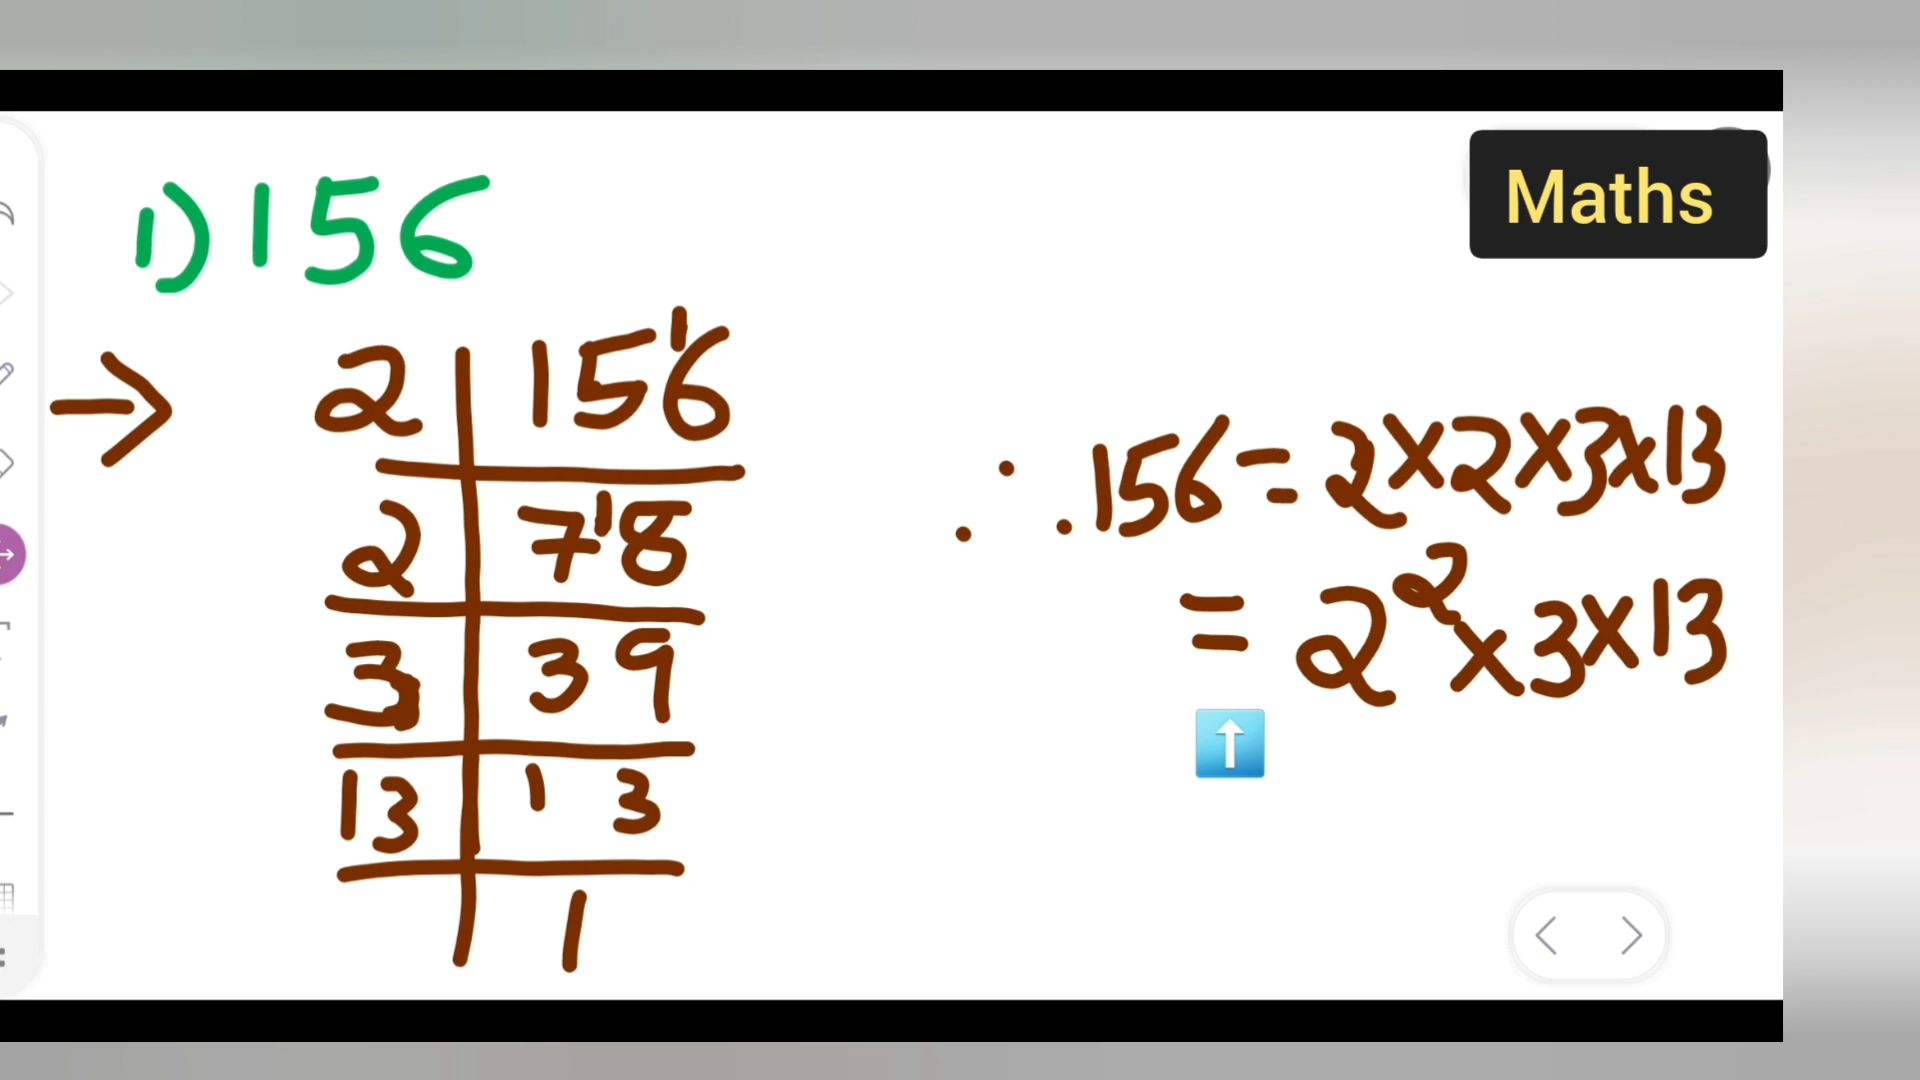 Maths
1) 156
→ 2 | 156
2 | 78
3 | 39
13 | 13
1
∴ .156 = 2×2×3×13
= 2²×3×13